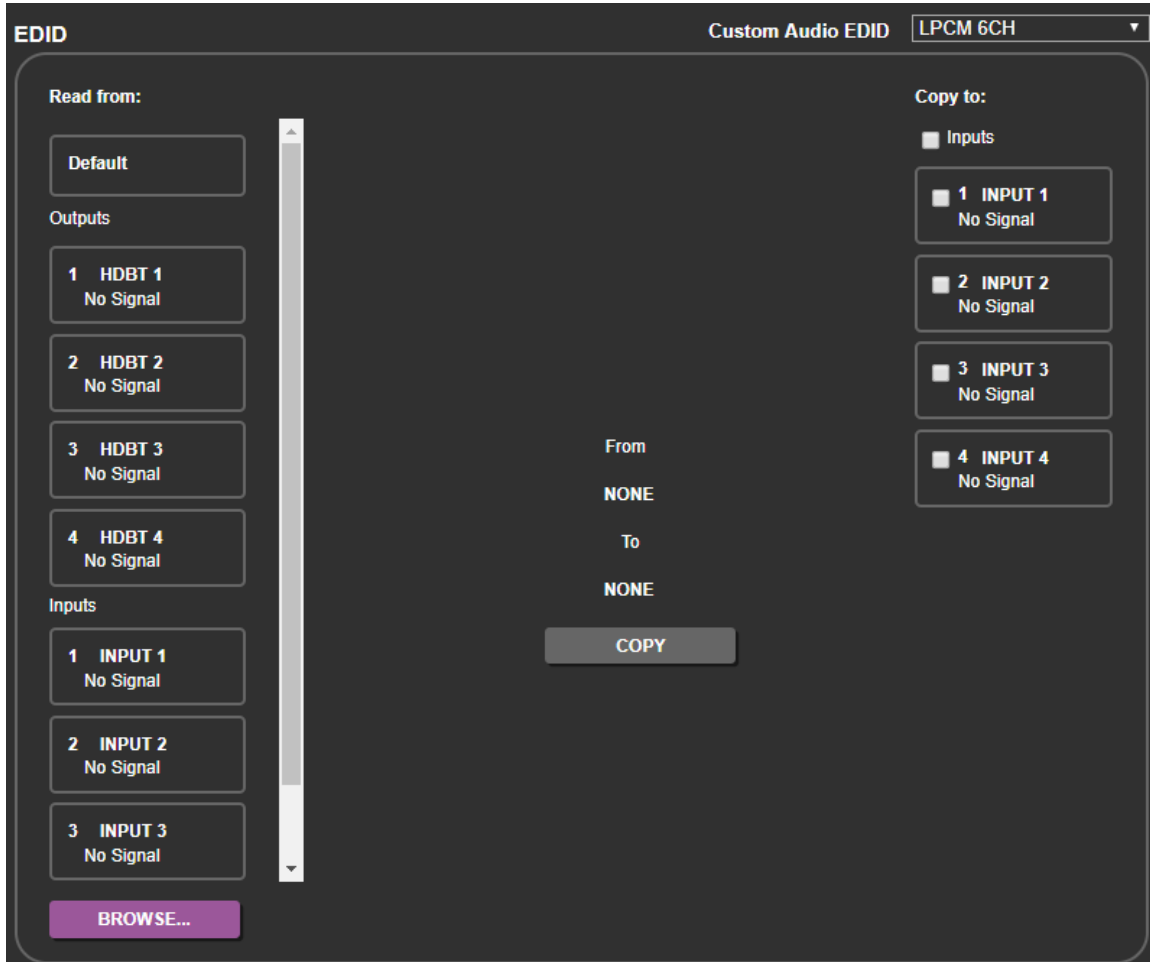 EDID
Custom Audio EDID LPCM 6CH
Read from:
Default
Outputs
1 HDBT 1
No Signal
2 HDBT 2
No Signal
3 HDBT 3
No Signal
4 HDBT 4
No Signal
Inputs
1 INPUT 1
No Signal
2 INPUT 2
No Signal
3 INPUT 3
No Signal
BROWSE...
From
NONE
To
NONE
COPY
Copy to:
Inputs
1 INPUT 1
No Signal
2 INPUT 2
No Signal
3 INPUT 3
No Signal
4 INPUT 4
No Signal